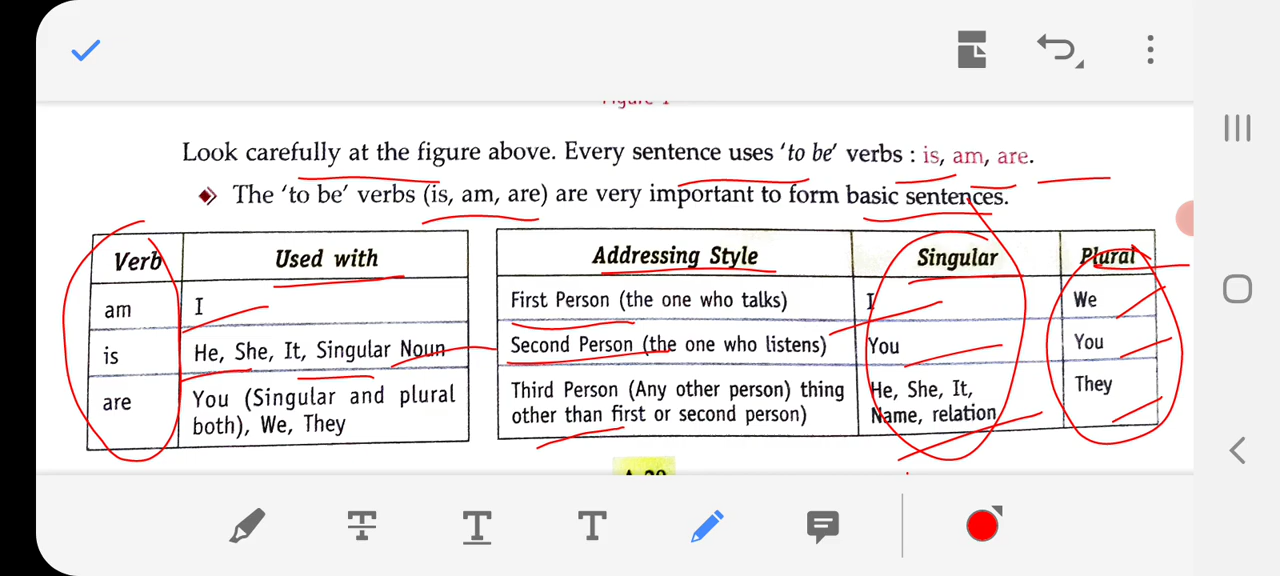 Figure 1
Look carefully at the figure above. Every sentence uses 'to be' verbs : is, am, are.
The 'to be' verbs (is, am, are) are very important to form basic sentences.
Verb Used with
am I
is He, She, It, Singular Noun
are You (Singular and plural
both), We, They
Addressing Style Singular Plural
First Person (the one who talks) I We
Second Person (the one who listens) You You
Third Person (Any other person) thing He, She, It, They
other than first or second person) Name, relation
T
T
T